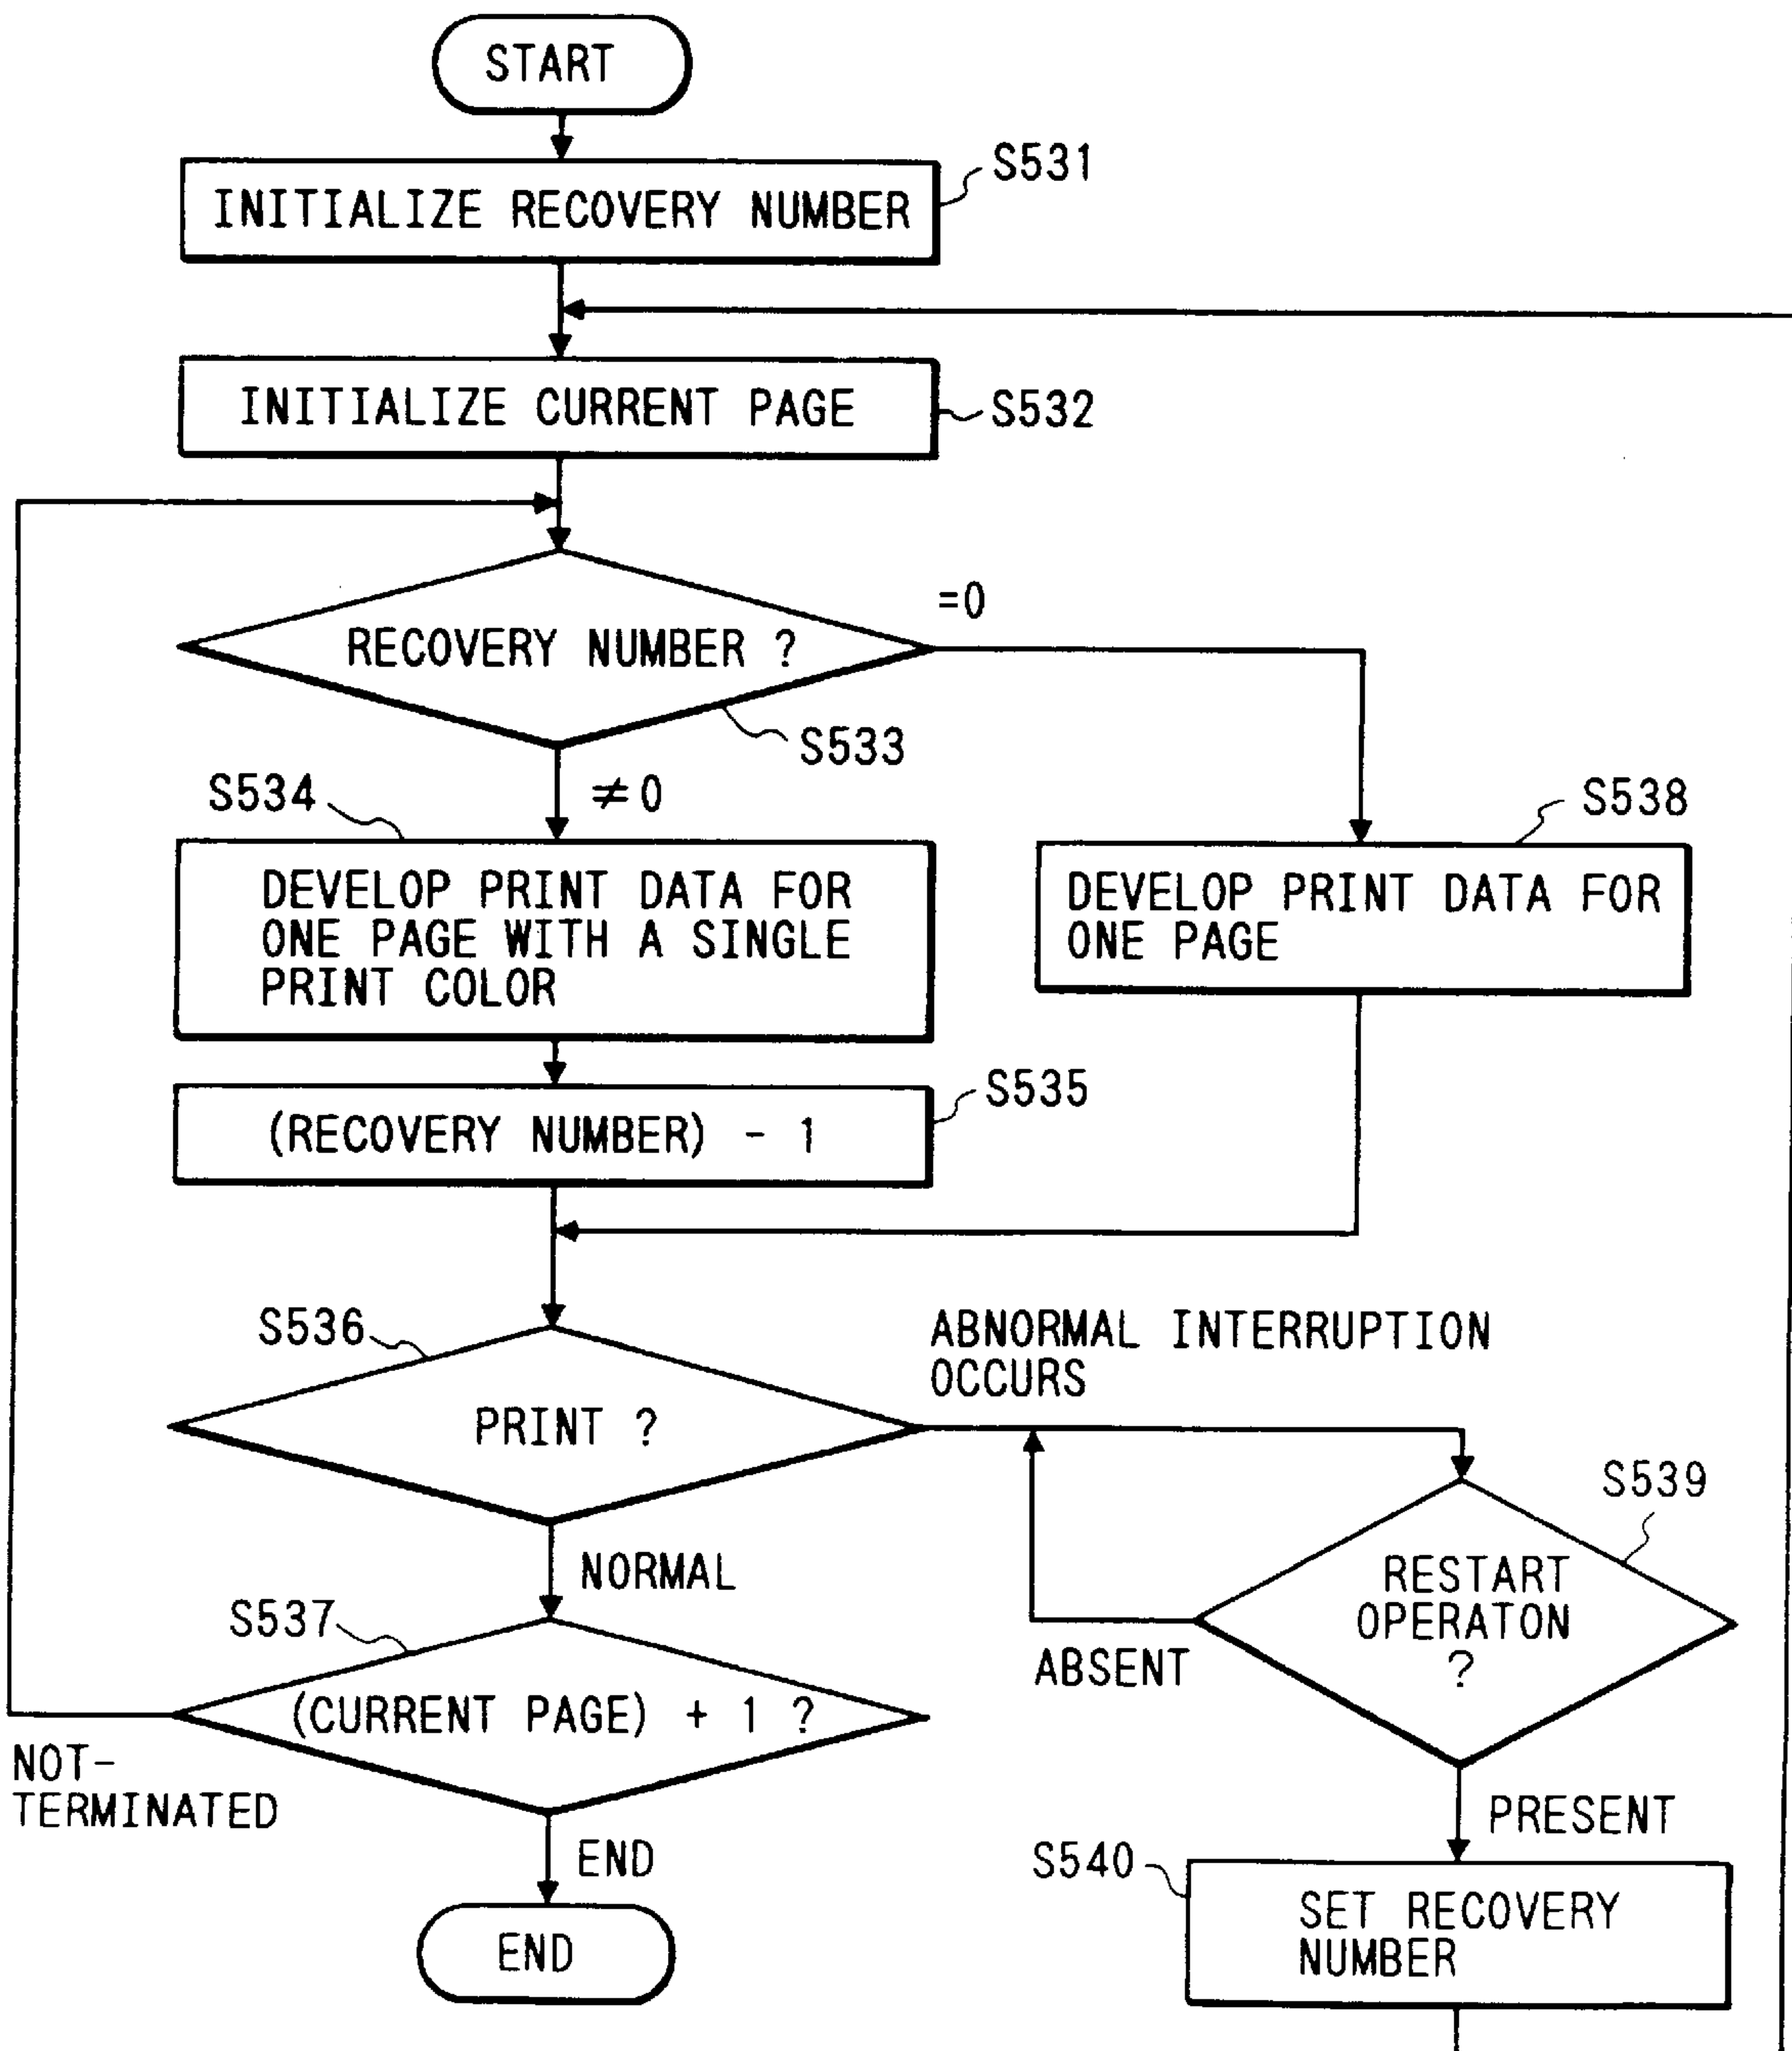 START
INITIALIZE RECOVERY NUMBER
S531
INITIALIZE CURRENT PAGE
S532
RECOVERY NUMBER ?
=0
S533
≠0
S534
DEVELOP PRINT DATA FOR
ONE PAGE WITH A SINGLE
PRINT COLOR
S538
DEVELOP PRINT DATA FOR
ONE PAGE
(RECOVERY NUMBER) - 1
S535
S536
PRINT ?
ABNORMAL INTERRUPTION
OCCURS
NORMAL
S539
RESTART
OPERATON
?
ABSENT
S537
(CURRENT PAGE) + 1 ?
NOT-
TERMINATED
PRESENT
END
S540
SET RECOVERY
NUMBER
END